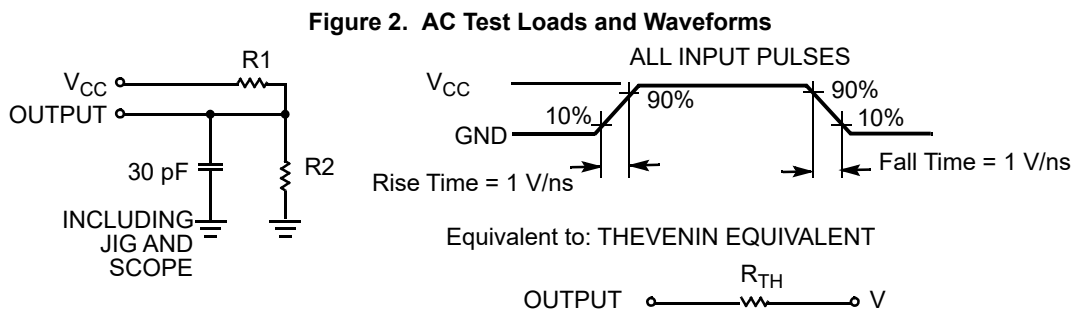 Figure 2. AC Test Loads and Waveforms
R1
VCC
OUTPUT
30 pF
R2
INCLUDING
JIG AND
SCOPE
ALL INPUT PULSES
VCC
GND
10%
90%
90%
10%
Rise Time = 1 V/ns
Fall Time = 1 V/ns
Equivalent to: THEVENIN EQUIVALENT
RTH
OUTPUT
V